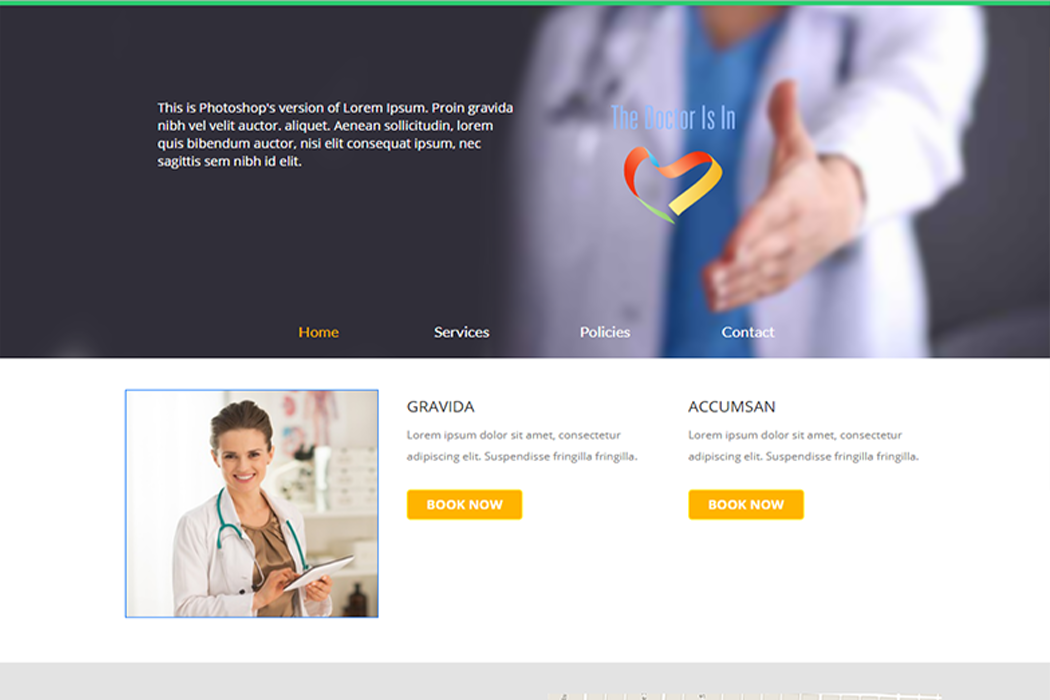 This is Photoshop's version of Lorem Ipsum. Proin gravida
nibh vel velit auctor. aliquet. Aenean sollicitudin, lorem
quis bibendum auctor, nisi elit consequat ipsum, nec
sagittis sem nibh id elit.
The Doctor Is In
Home Services Policies Contact
GRAVIDA
Lorem ipsum dolor sit amet, consectetur
adipiscing elit. Suspendisse fringilla fringilla.
BOOK NOW
ACCUMSAN
Lorem ipsum dolor sit amet, consectetur
adipiscing elit. Suspendisse fringilla fringilla.
BOOK NOW